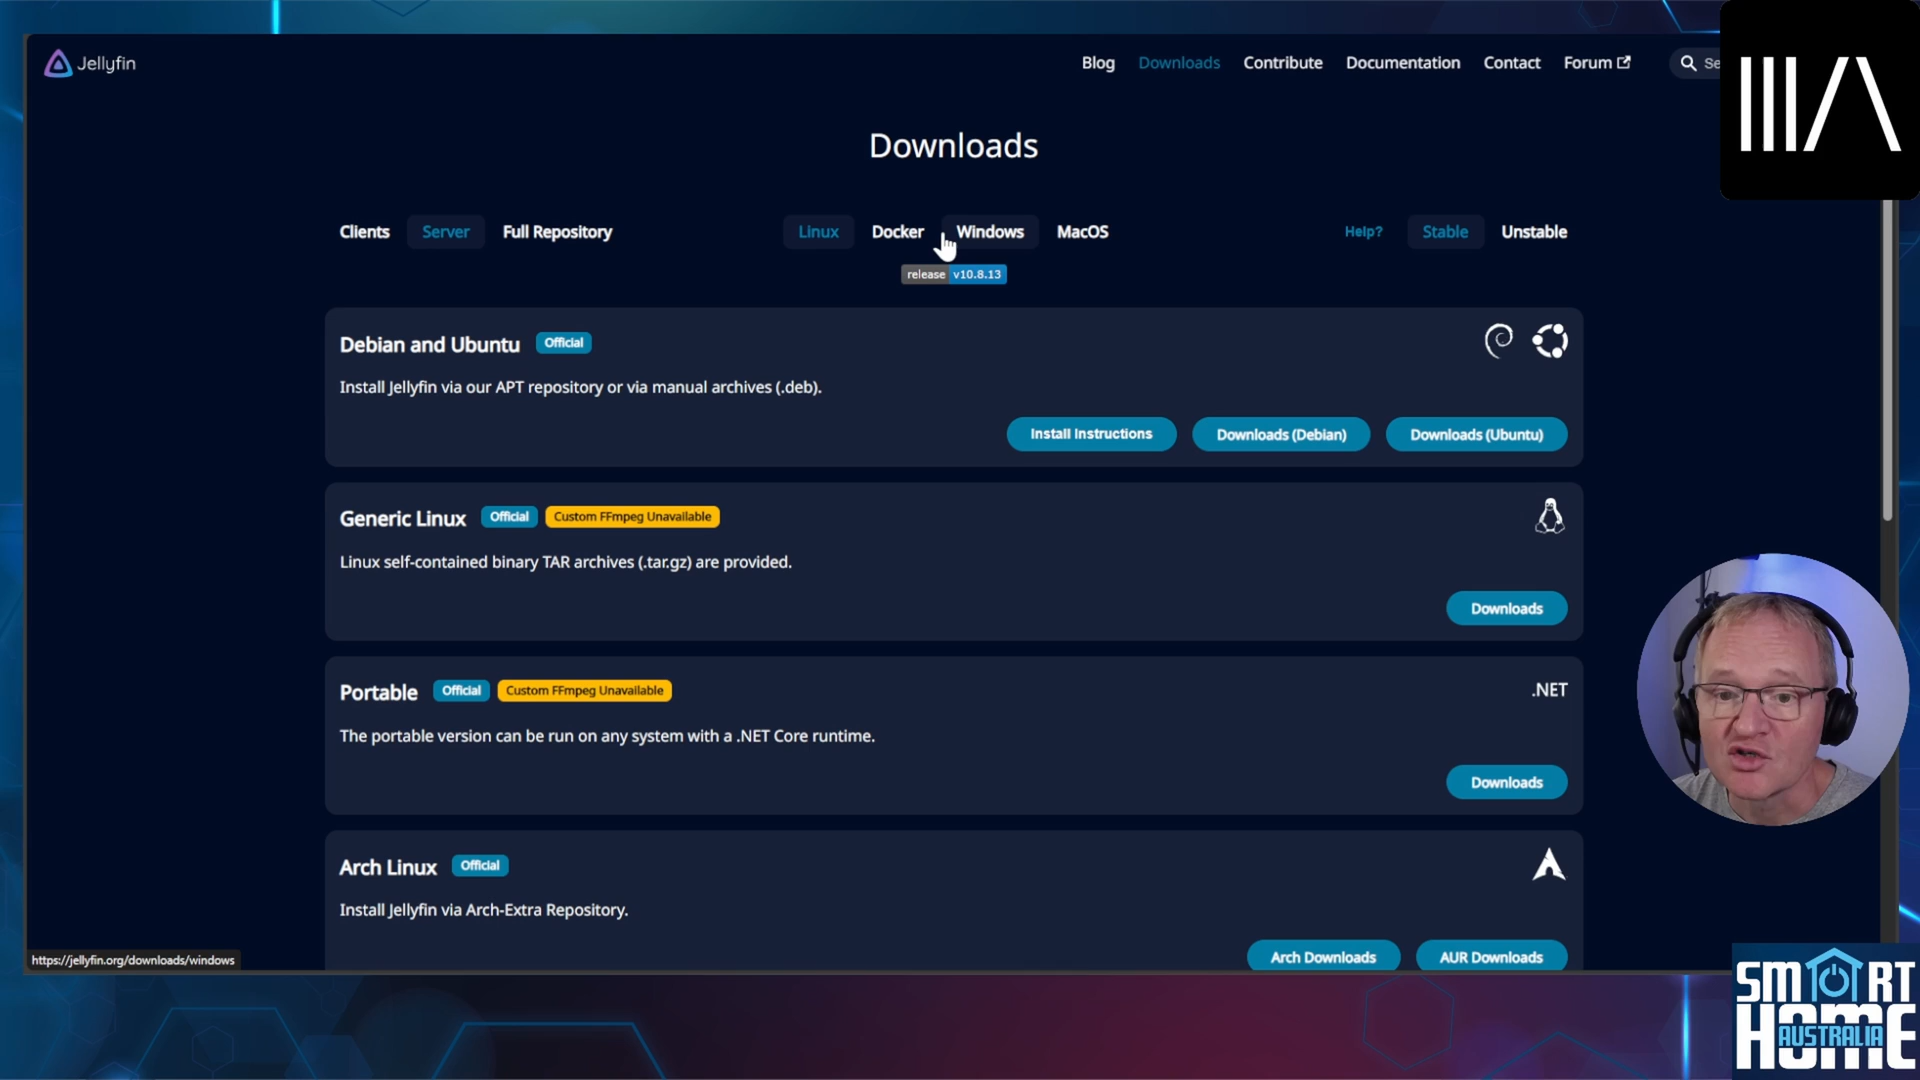 Jellyfin
Blog Downloads Contribute Documentation Contact Forum
Downloads
Clients Server Full Repository Linux Docker Windows MacOS Help? Stable Unstable
release v10.8.13
Debian and Ubuntu Official
Install Jellyfin via our APT repository or via manual archives (.deb).
Install Instructions Downloads (Debian) Downloads (Ubuntu)
Generic Linux Official Custom FFmpeg Unavailable
Linux self-contained binary TAR archives (.tar.gz) are provided.
Downloads
Portable Official Custom FFmpeg Unavailable
.NET
The portable version can be run on any system with a .NET Core runtime.
Downloads
Arch Linux Official
Install Jellyfin via Arch-Extra Repository.
Arch Downloads AUR Downloads
https://jellyfin.org/downloads/windows
SMART
HOME
AUSTRALIA